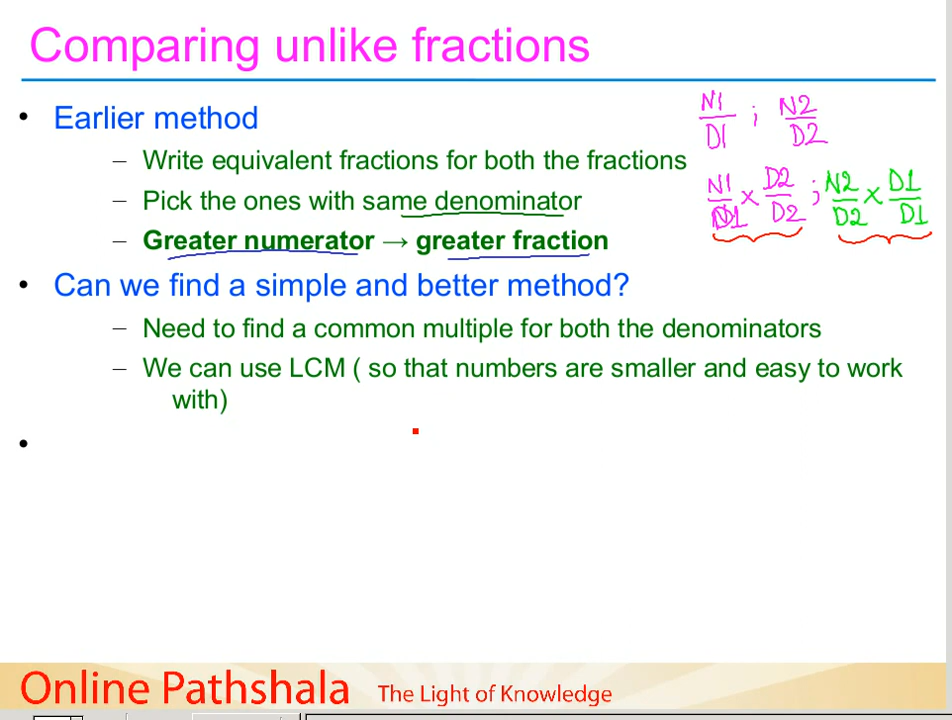 Comparing unlike fractions
• Earlier method
N1/D1 ; N2/D2
– Write equivalent fractions for both the fractions
– Pick the ones with same denominator
N1/D1 × D2/D2 ; N2/D2 × D1/D1
– Greater numerator → greater fraction
• Can we find a simple and better method?
– Need to find a common multiple for both the denominators
– We can use LCM ( so that numbers are smaller and easy to work
with)
•
Online Pathshala The Light of Knowledge